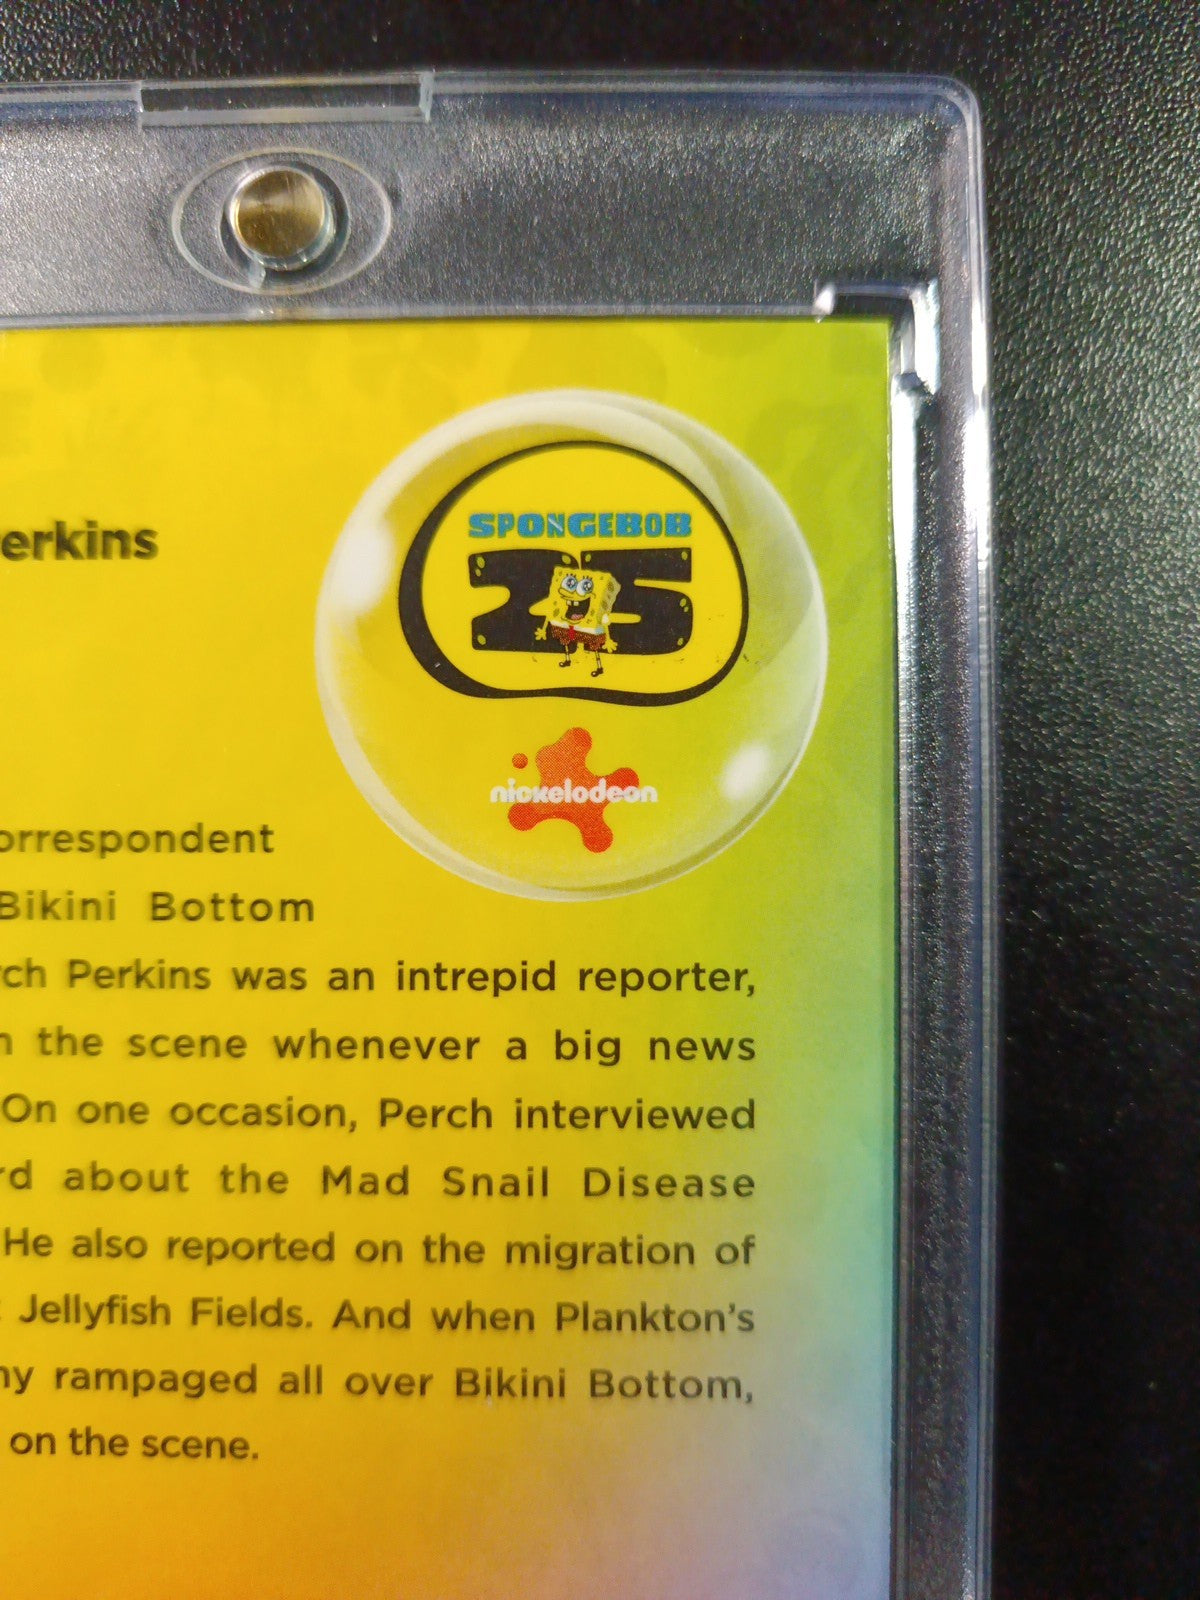 SPONGEBOB
25
nickelodeon
erkins
orrespondent
Bikini Bottom
rch Perkins was an intrepid reporter,
n the scene whenever a big news
On one occasion, Perch interviewed
rd about the Mad Snail Disease
He also reported on the migration of
Jellyfish Fields. And when Plankton's
ny rampaged all over Bikini Bottom,
on the scene.